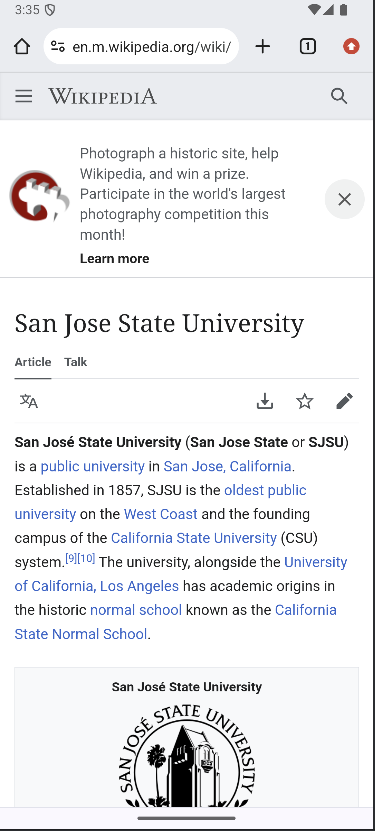 3:35
en.m.wikipedia.org/wiki/
1
WIKIPEDIA
Photograph a historic site, help
Wikipedia, and win a prize.
Participate in the world's largest
photography competition this
month!
Learn more
San Jose State University
Article Talk
San José State University (San Jose State or SJSU)
is a public university in San Jose, California.
Established in 1857, SJSU is the oldest public
university on the West Coast and the founding
campus of the California State University (CSU)
system.[9][10] The university, alongside the University
of California, Los Angeles has academic origins in
the historic normal school known as the California
State Normal School.
San José State University
SAN JOSÉ STATE UNIVERSITY